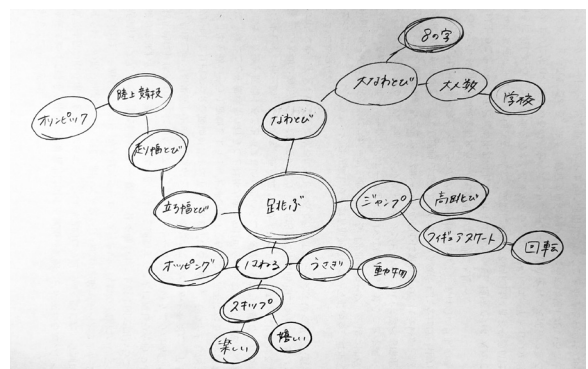 8の字
大なわとび
大人数
学校
陸上競技
オリンピック
なわとび
走り幅とび
立ち幅とび
跳ぶ
ジャンプ
高跳び
フィギュアスケート
回転
ホッピング
はねる
うさぎ
動物
スキップ
楽しい
嬉しい